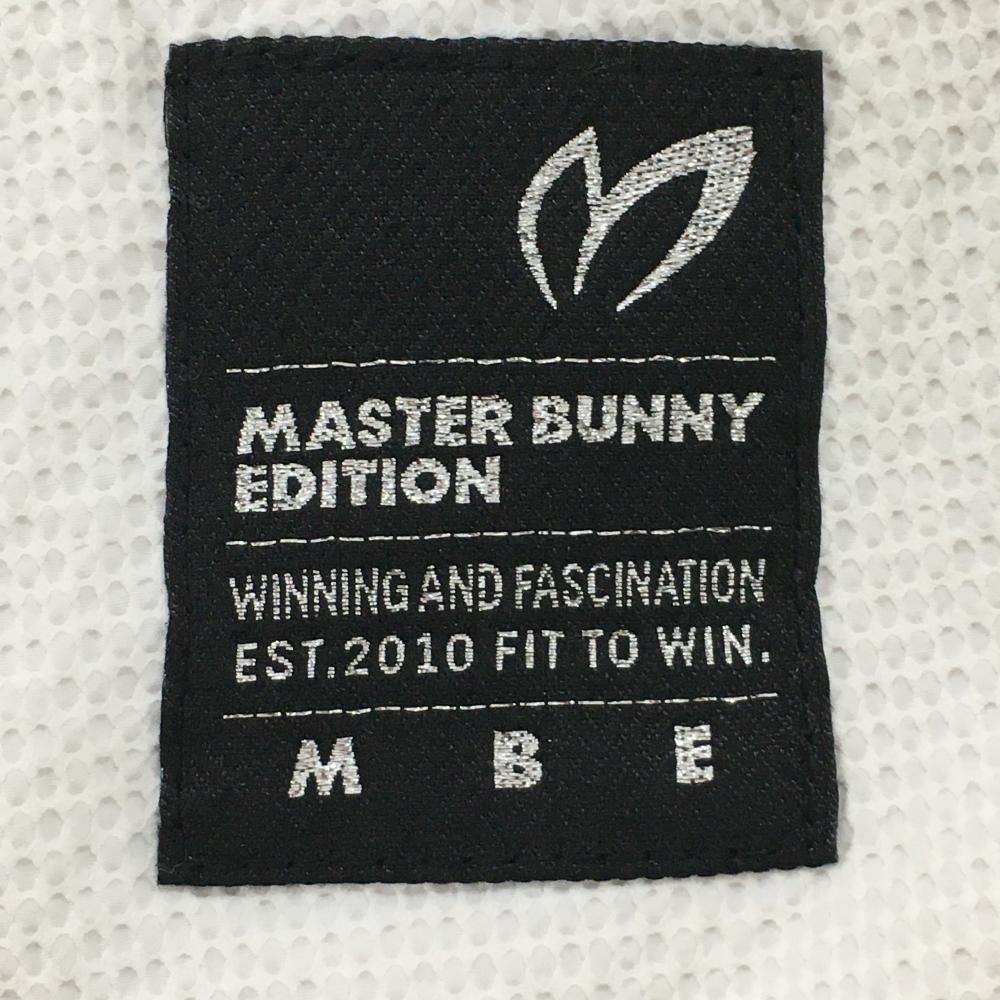 MASTER BUNNY
EDITION
WINNING AND FASCINATION
EST.2010 FIT TO WIN.
M B E